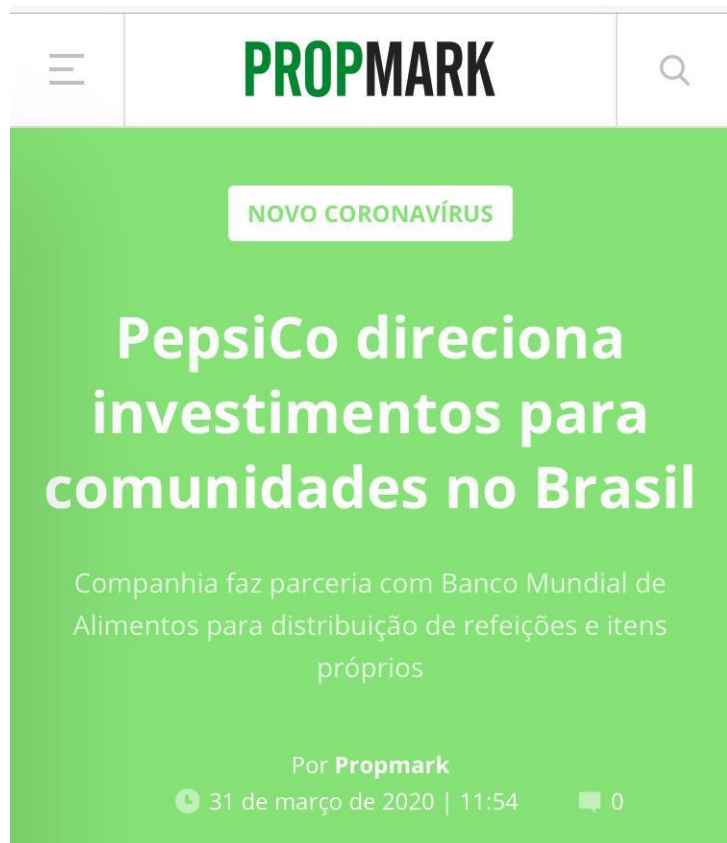 PROPMARK
NOVO CORONAVÍRUS
PepsiCo direciona
investimentos para
comunidades no Brasil
Companhia faz parceria com Banco Mundial de
Alimentos para distribuição de refeições e itens
próprios
Por Propmark
31 de março de 2020 | 11:54 0